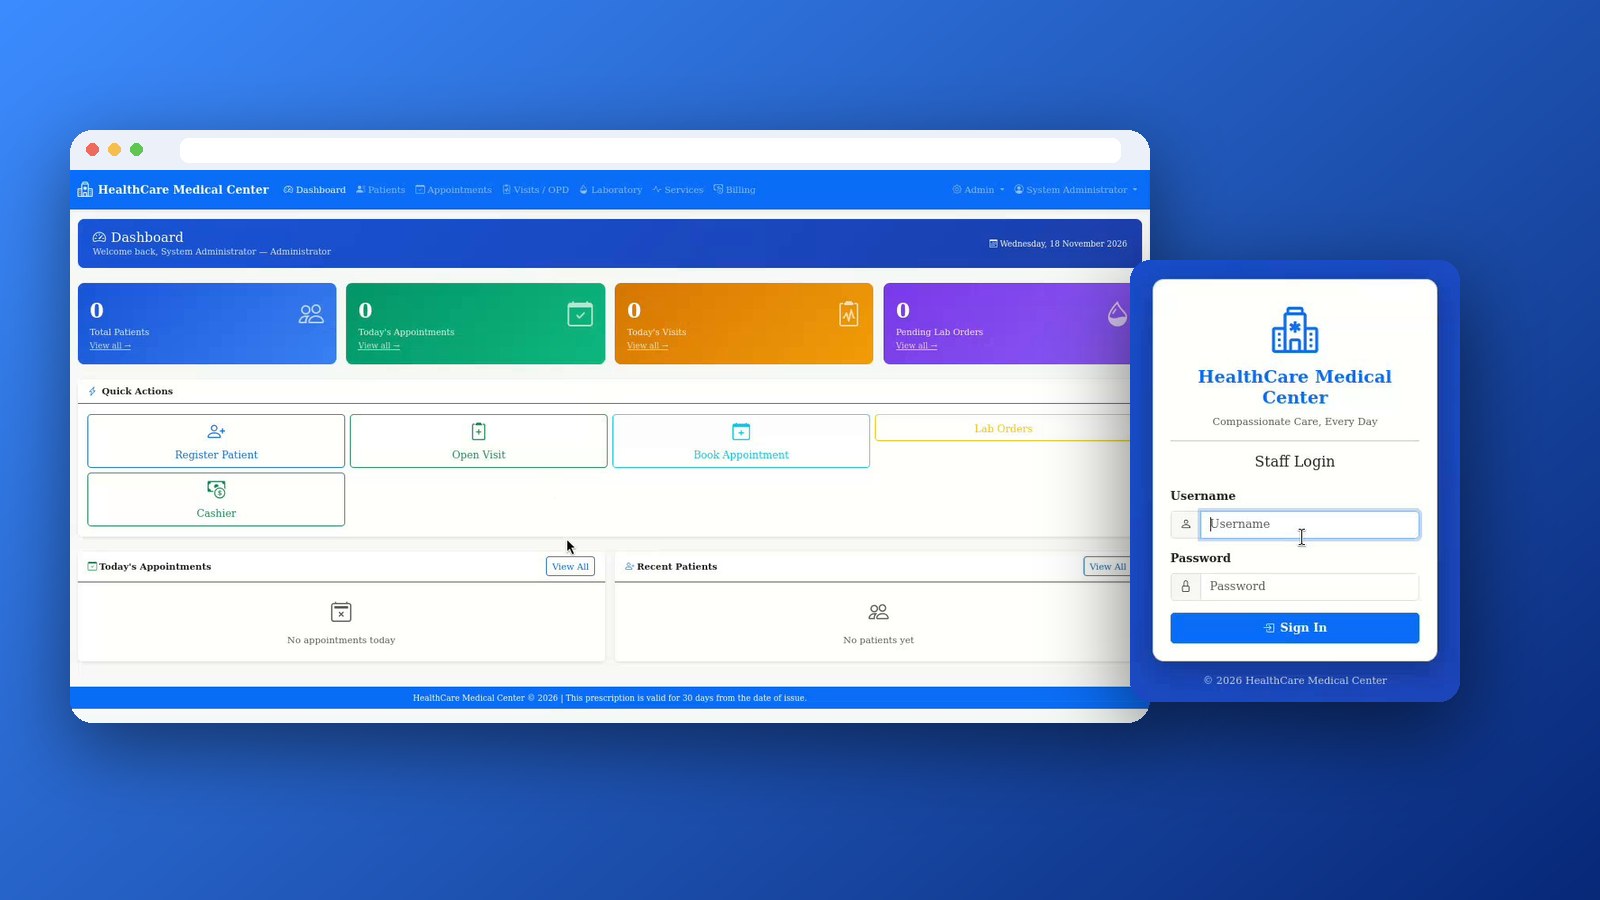 HealthCare Medical Center
Dashboard
Patients
Appointments
Visits / OPD
Laboratory
Services
Billing
Admin
System Administrator
Dashboard
Welcome back, System Administrator — Administrator
Wednesday, 18 November 2026
0
Total Patients
View all →
0
Today's Appointments
View all →
0
Today's Visits
View all →
0
Pending Lab Orders
View all →
Quick Actions
Register Patient
Open Visit
Book Appointment
Lab Orders
Cashier
Today's Appointments
View All
No appointments today
Recent Patients
View All
No patients yet
HealthCare Medical Center © 2026 | This prescription is valid for 30 days from the date of issue.
HealthCare Medical
Center
Compassionate Care, Every Day
Staff Login
Username
Username
Password
Password
Sign In
© 2026 HealthCare Medical Center